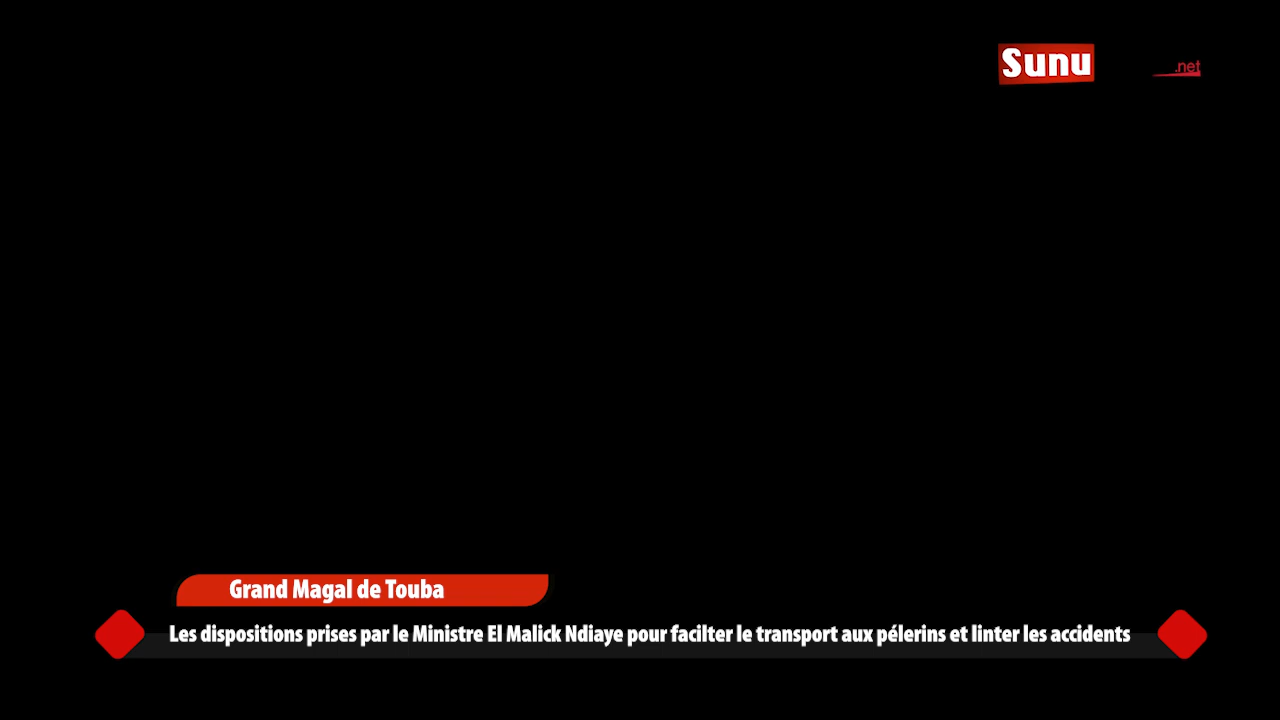 Sunu
.net
Grand Magal de Touba
Les dispositions prises par le Ministre El Malick Ndiaye pour facilter le transport aux pélerins et linter les accidents